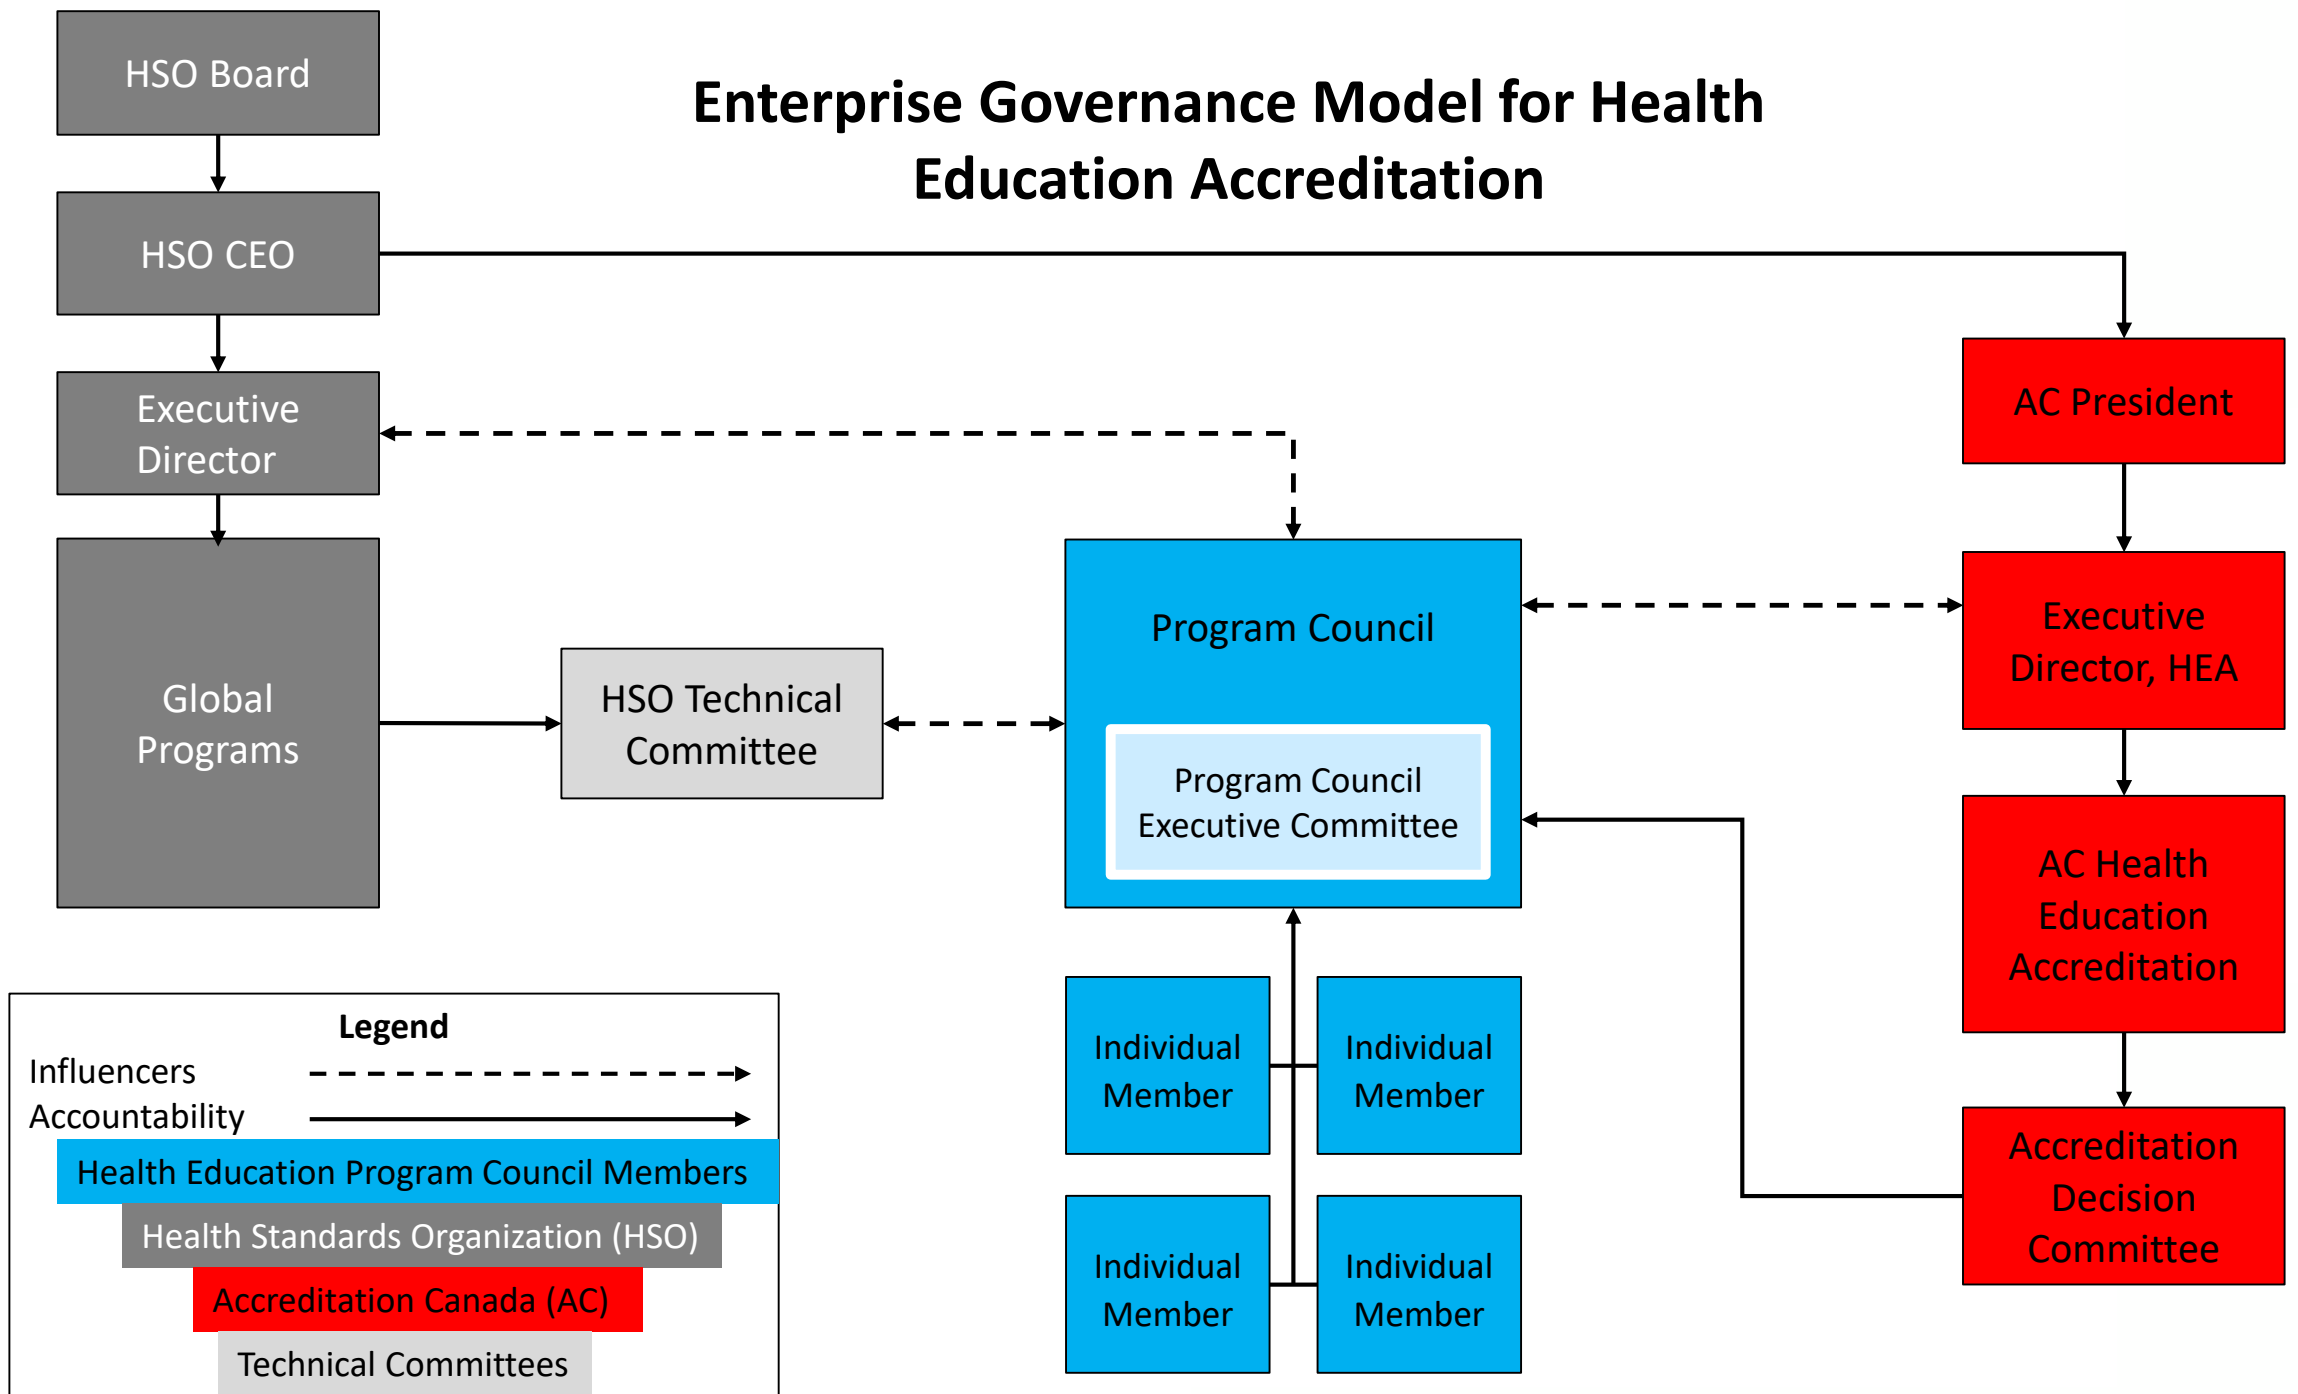 Enterprise Governance Model for Health
Education Accreditation
HSO Board
HSO CEO
Executive
Director
Global
Programs
HSO Technical
Committee
Program Council
Program Council
Executive Committee
Individual
Member
Individual
Member
Individual
Member
Individual
Member
AC President
Executive
Director, HEA
AC Health
Education
Accreditation
Accreditation
Decision
Committee
Legend
Influencers
Accountability
Health Education Program Council Members
Health Standards Organization (HSO)
Accreditation Canada (AC)
Technical Committees